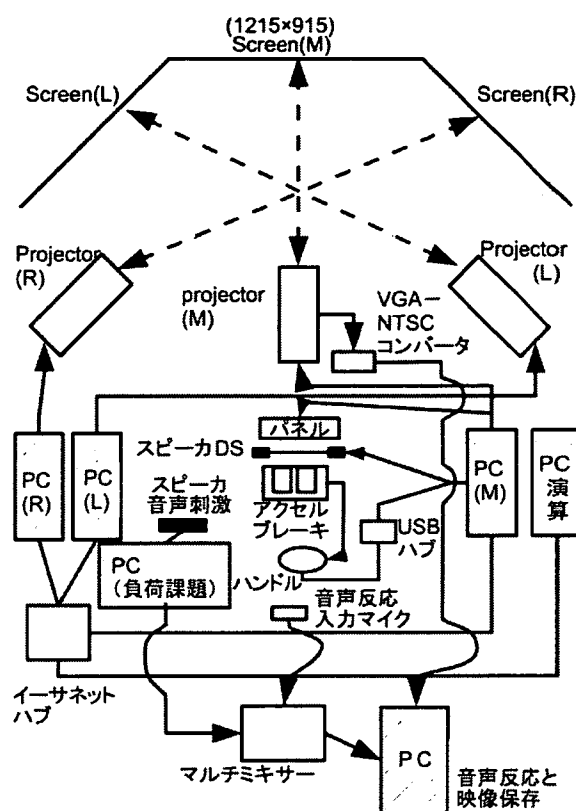 (1215×915)
Screen(M)
Screen(L)
Screen(R)
Projector
(R)
Projector
(L)
projector
(M)
VGAー
NTSC
コンバータ
パネル
スピーカDS
PC
(R)
PC
(L)
スピーカ
音声刺激
アクセル
ブレーキ
USB
ハブ
PC
(M)
PC
演算
PC
(負荷課題)
ハンドル
音声反応
入力マイク
イーサネット
ハブ
マルチミキサー
PC
音声反応と
映像保存